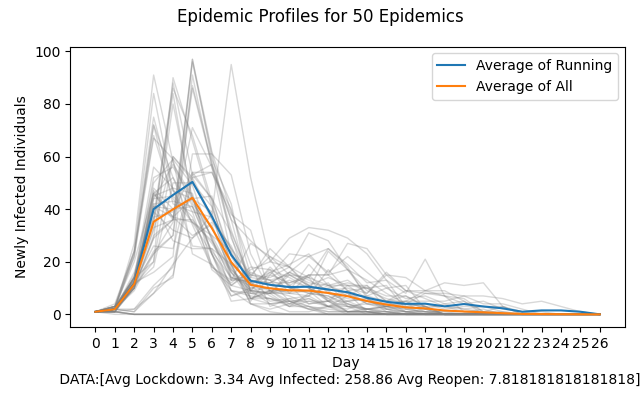 Epidemic Profiles for 50 Epidemics
100
80
60
40
20
0
Newly Infected Individuals
Average of Running
Average of All
0 1 2 3 4 5 6 7 8 9 10 11 12 13 14 15 16 17 18 19 20 21 22 23 24 25 26
Day
DATA:[Avg Lockdown: 3.34 Avg Infected: 258.86 Avg Reopen: 7.818181818181818]